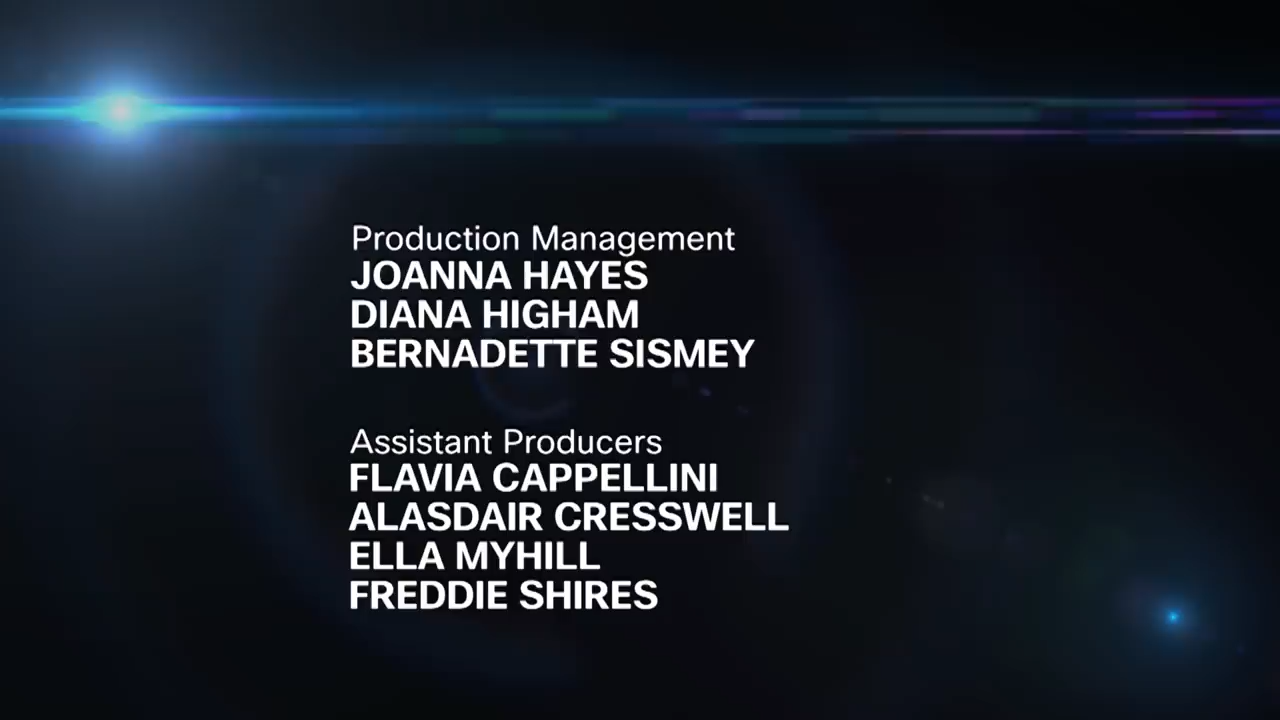 Production Management
JOANNA HAYES
DIANA HIGHAM
BERNADETTE SISMEY
Assistant Producers
FLAVIA CAPPELLINI
ALASDAIR CRESSWELL
ELLA MYHILL
FREDDIE SHIRES